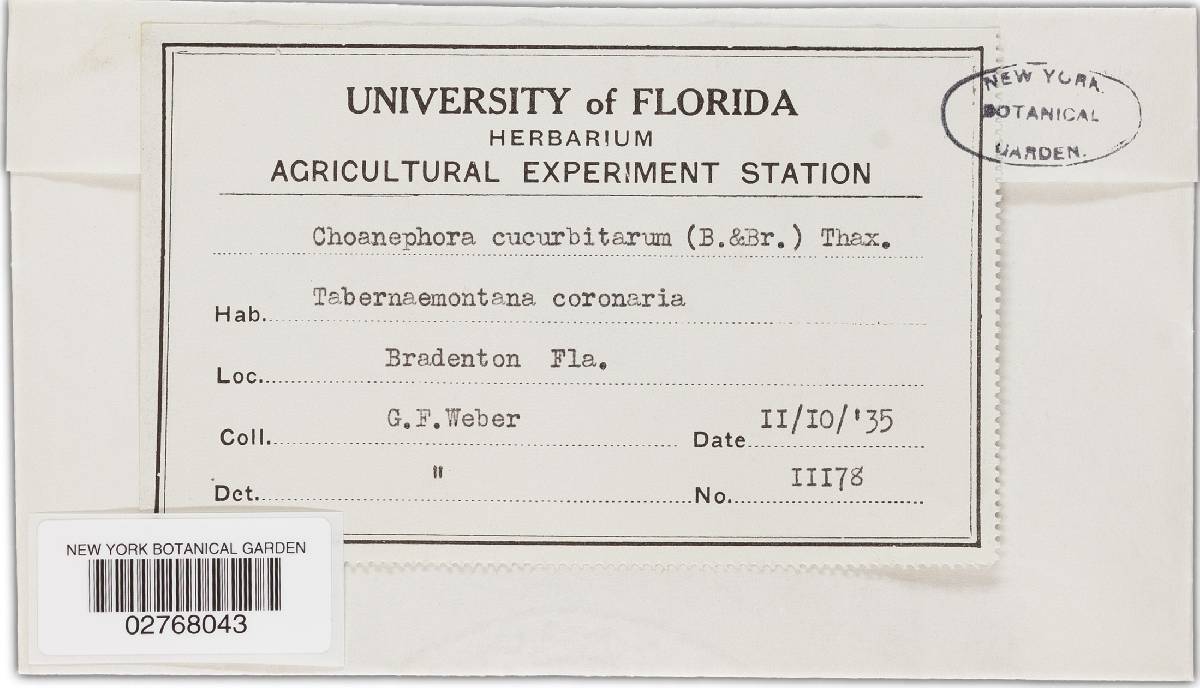 UNIVERSITY of FLORIDA
HERBARIUM
AGRICULTURAL EXPERIMENT STATION
Choanephora cucurbitarum (B.&Br.) Thax.
Hab. Tabernaemontana coronaria
Loc. Bradenton Fla.
Coll. G.F.Weber Date II/IO/'35
Det. " No. III78
NEW YORK
BOTANICAL
GARDEN.
NEW YORK BOTANICAL GARDEN
02768043